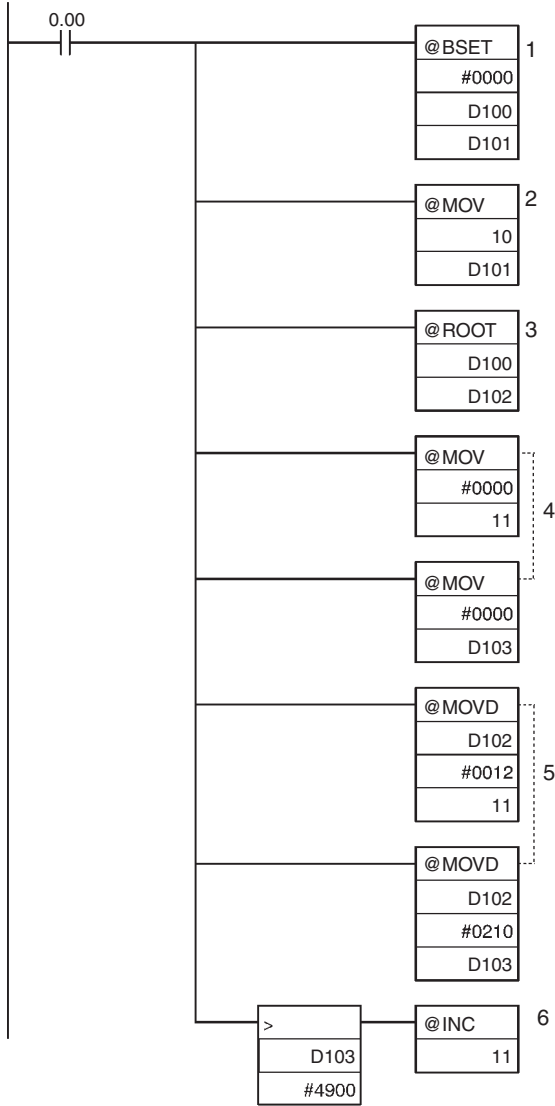 0.00
@BSET 1
#0000
D100
D101
@MOV 2
10
D101
@ROOT 3
D100
D102
@MOV
#0000
11
4
@MOV
#0000
D103
@MOVD
D102
#0012
11
5
@MOVD
D102
#0210
D103
> @INC 6
D103 11
#4900